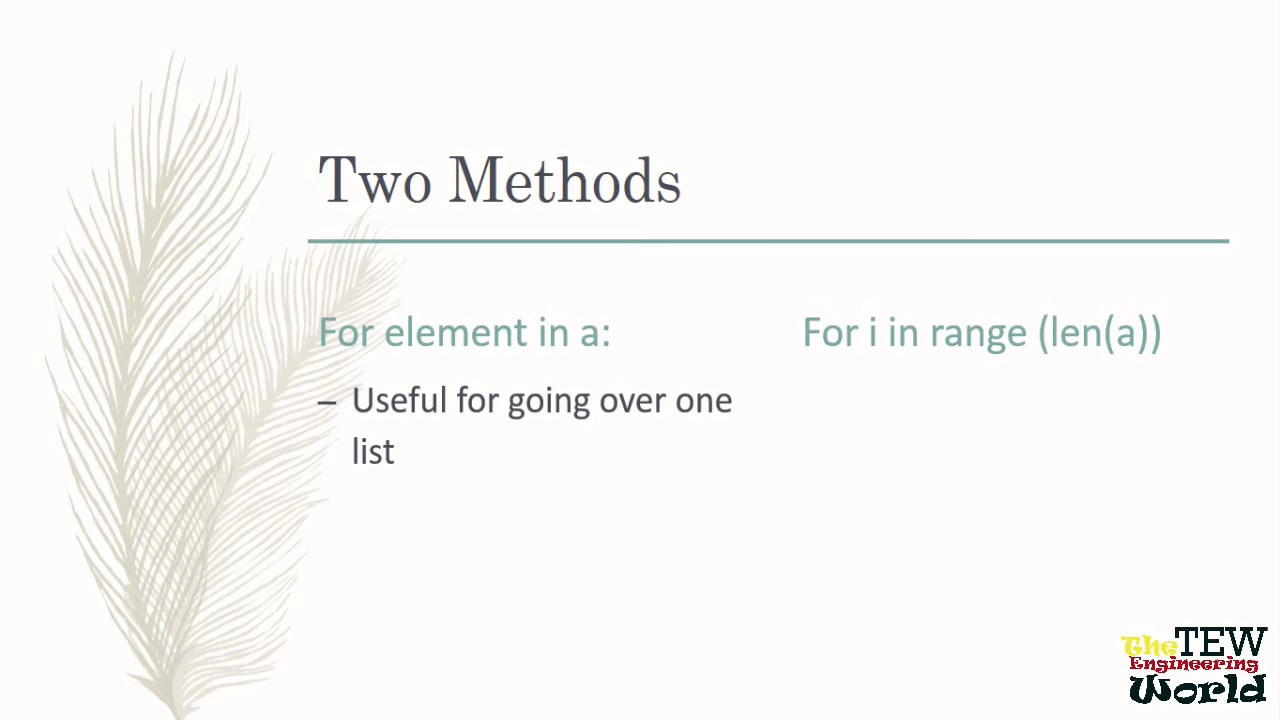 Two Methods
For element in a:
– Useful for going over one
list
For i in range (len(a))
The TEW
Engineering
World